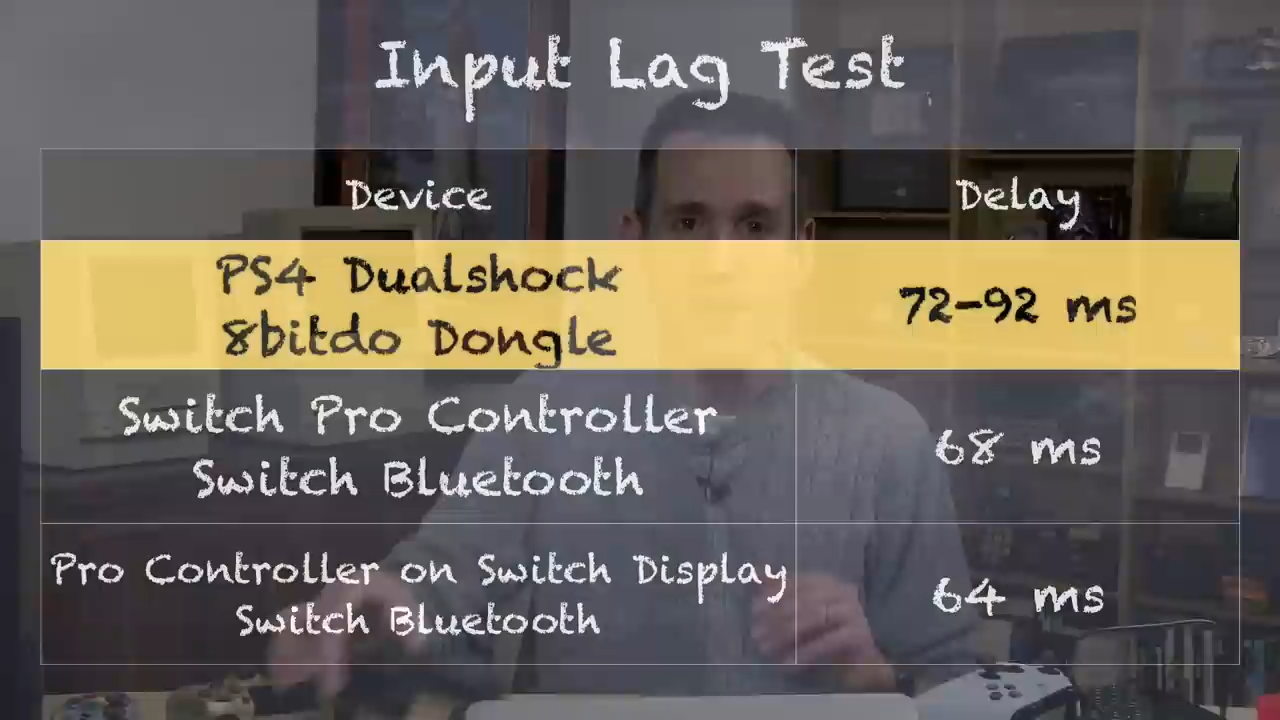 Input Lag Test
Device
Delay
PS4 Dualshock
8bitdo Dongle
72-92 ms
Switch Pro Controller
Switch Bluetooth
68 ms
Pro Controller on Switch Display
Switch Bluetooth
64 ms